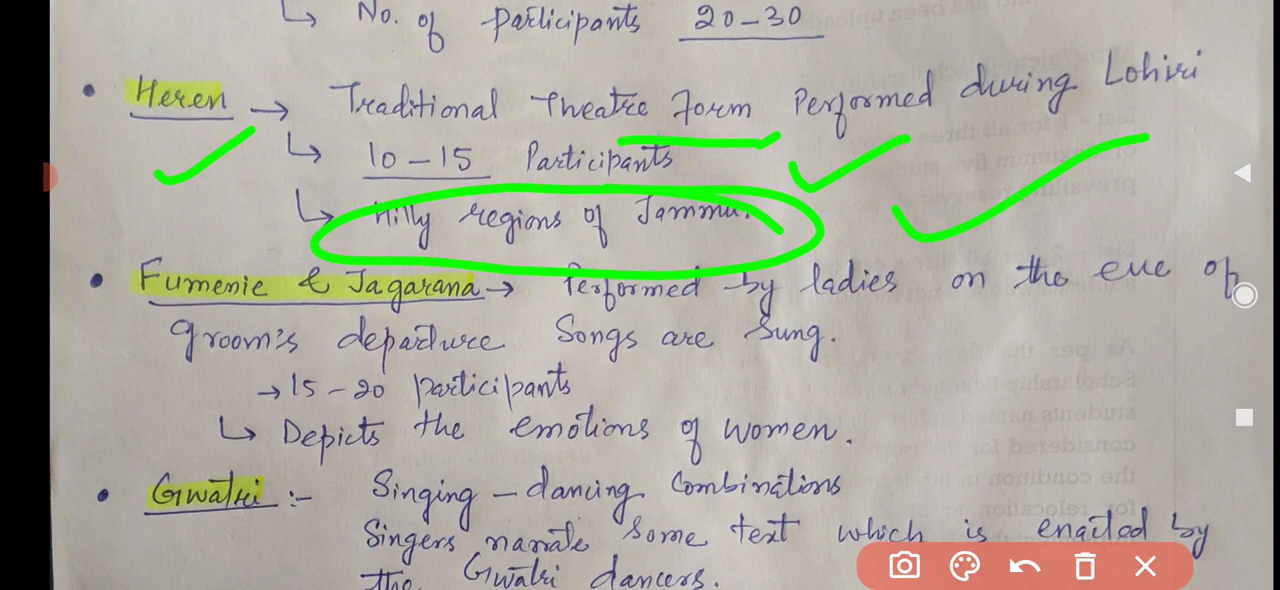 ↳ No. of participants 20-30
• Heren → Traditional Theatre Form Performed during Lohiri
↳ 10-15 Participants
↳ Hilly regions of Jammu.
• Fumenie & Jagarana → Performed by ladies on the eve of
groom's departure Songs are Sung.
→ 15-20 participants
↳ Depicts the emotions of women.
• Gwatri :- Singing - dancing Combinations
Singers narrate some text which is enacted by
the Gwatri dancers.